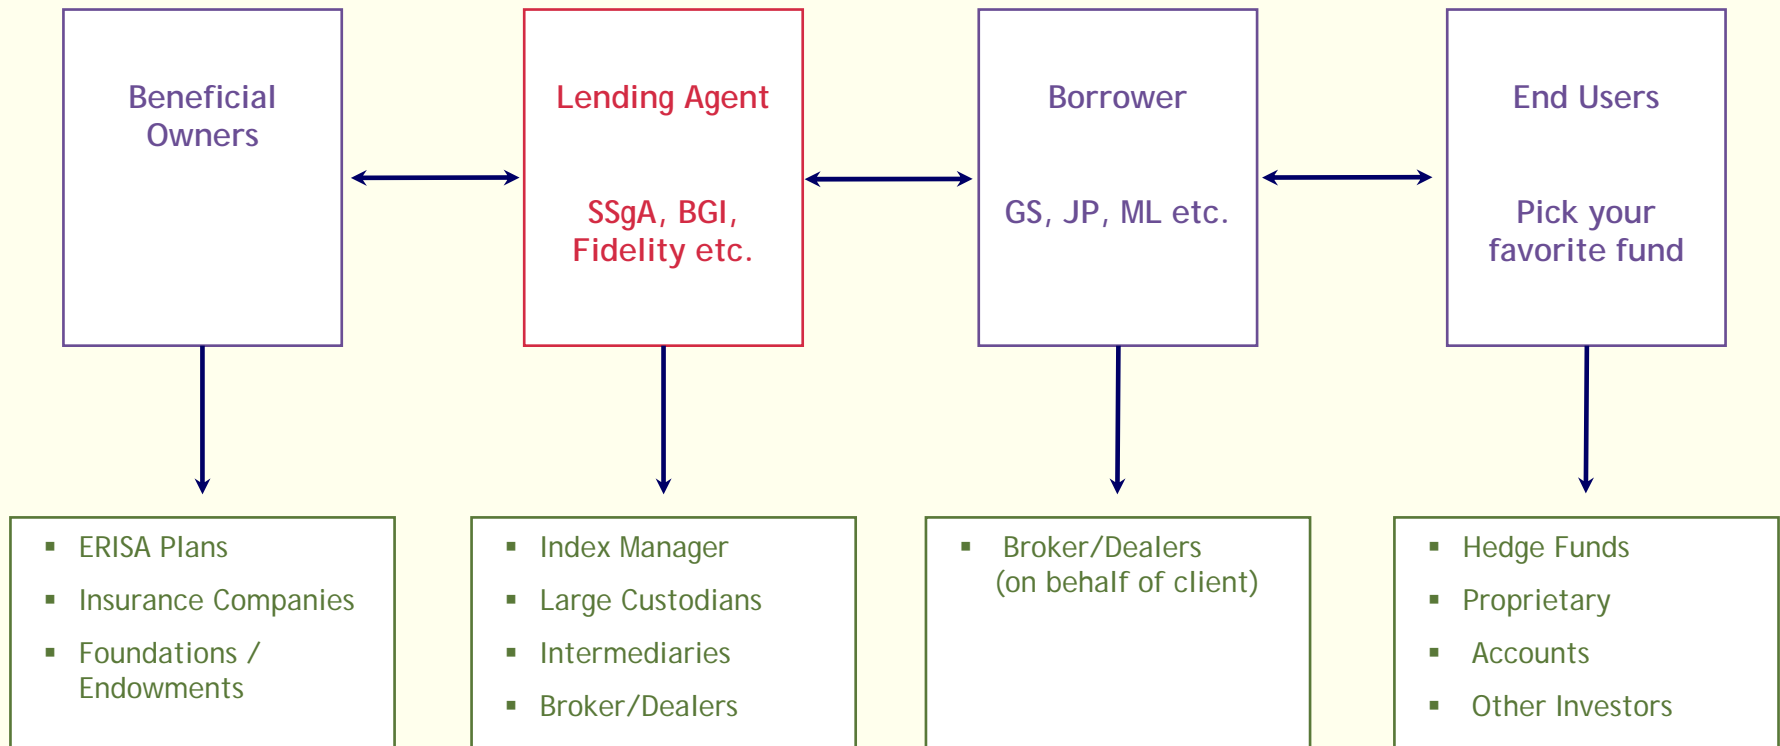 Beneficial
Owners
Lending Agent
SSgA, BGI,
Fidelity etc.
Borrower
GS, JP, ML etc.
End Users
Pick your
favorite fund
▪ ERISA Plans
▪ Insurance Companies
▪ Foundations /
Endowments
▪ Index Manager
▪ Large Custodians
▪ Intermediaries
▪ Broker/Dealers
▪ Broker/Dealers
(on behalf of client)
▪ Hedge Funds
▪ Proprietary
▪ Accounts
▪ Other Investors